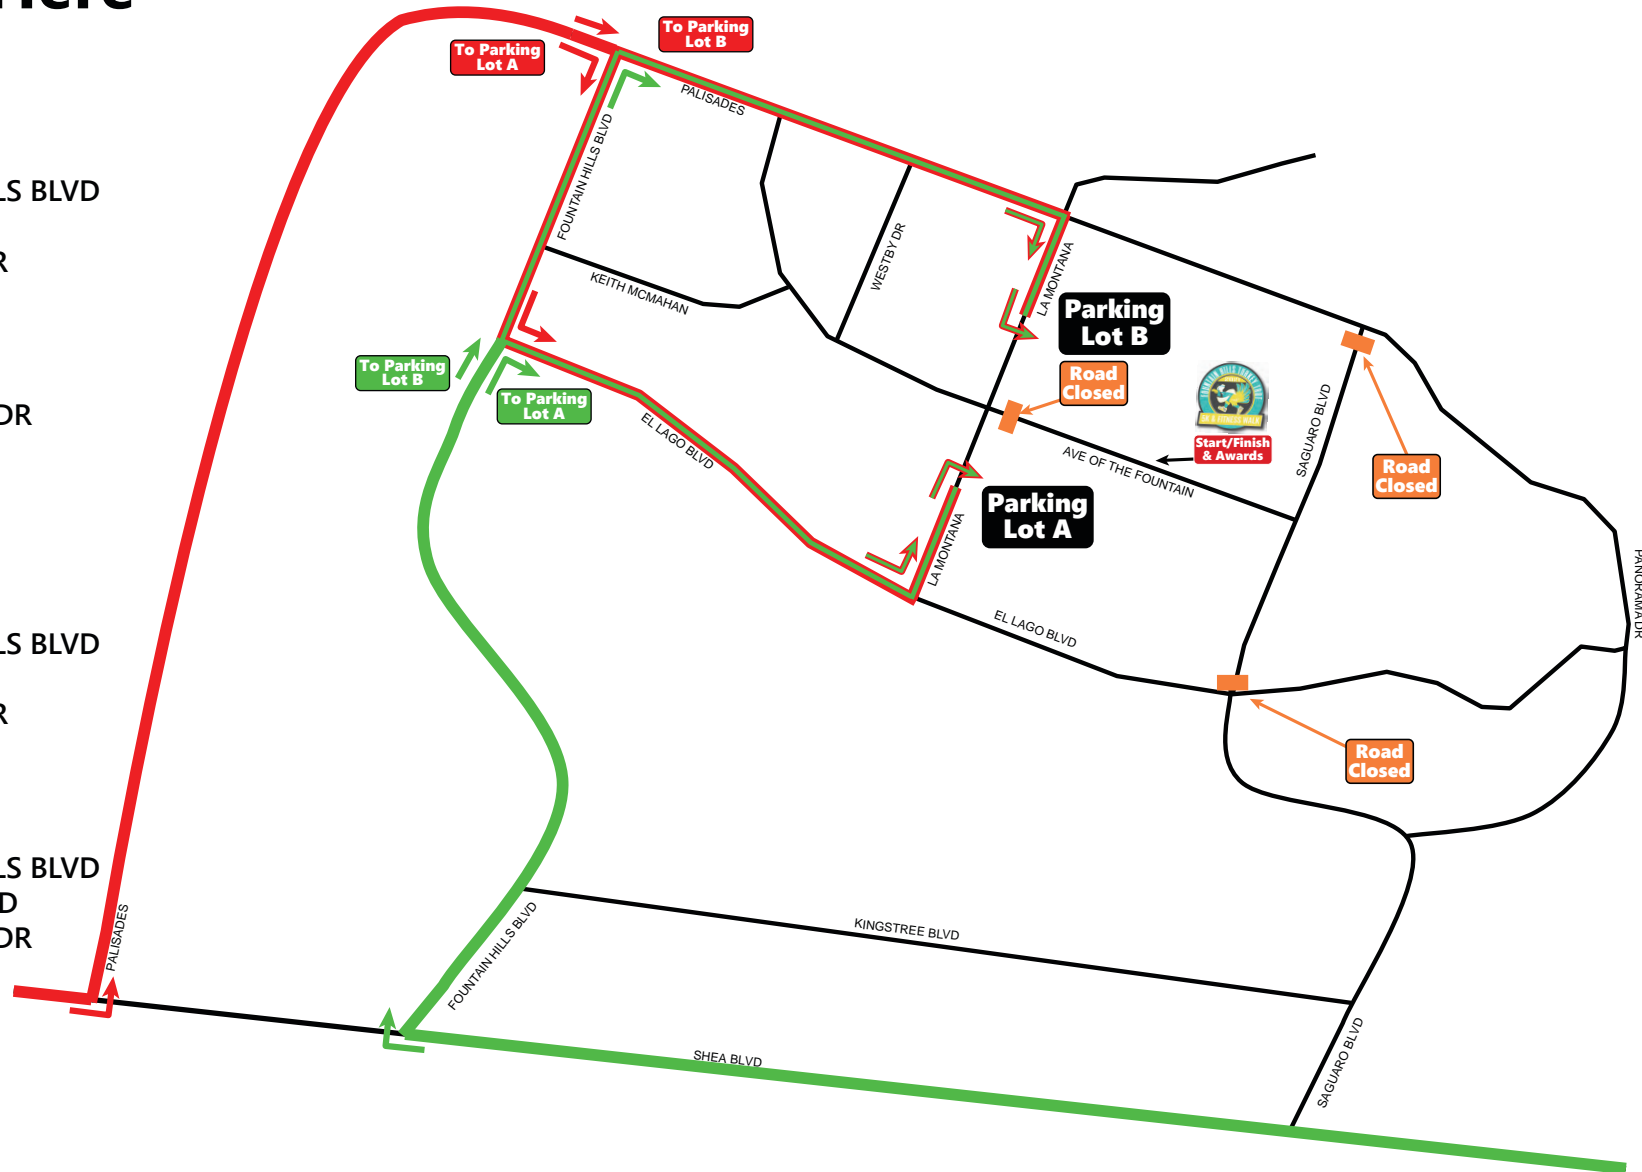 To Parking
Lot B
To Parking
Lot A
PALISADES
FOUNTAIN HILLS BLVD
LS BLVD
WESTBY DR
LA MONTANA
KEITH MCMAHAN
Parking
Lot B
To Parking
Lot B
To Parking
Lot A
Road
Closed
DR
EL LAGO BLVD
Start/Finish
& Awards
SAGUARO BLVD
AVE OF THE FOUNTAIN
Road
Closed
Parking
Lot A
LA MONTANA
PANORAMA DR
EL LAGO BLVD
LS BLVD
Road
Closed
LS BLVD
D
DR
PALISADES
FOUNTAIN HILLS BLVD
KINGSTREE BLVD
SHEA BLVD
SAGUARO BLVD